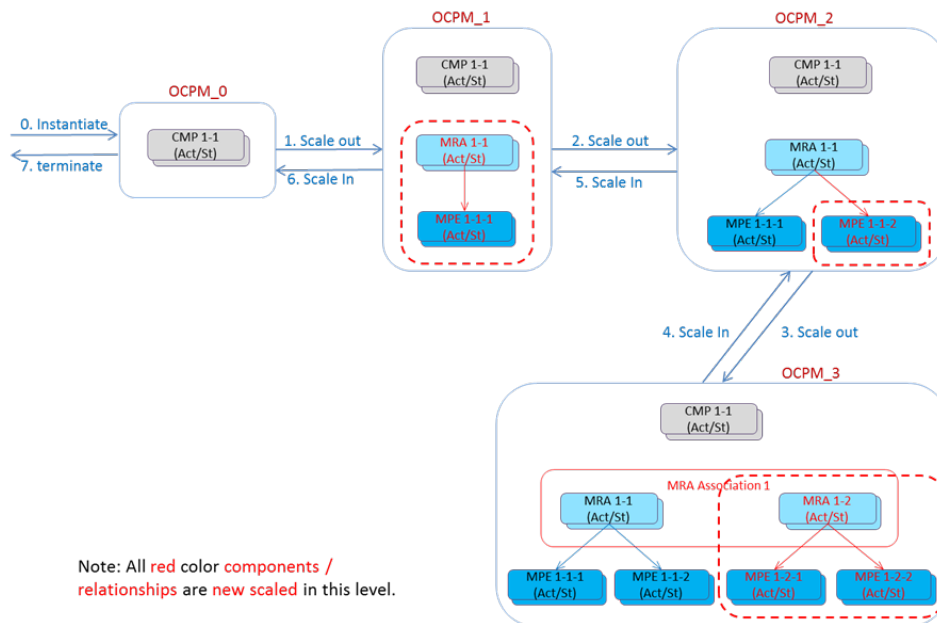 OCPM_0
0. Instantiate
7. terminate
CMP 1-1
(Act/St)
1. Scale out
6. Scale In
OCPM_1
CMP 1-1
(Act/St)
MRA 1-1
(Act/St)
MPE 1-1-1
(Act/St)
2. Scale out
5. Scale In
OCPM_2
CMP 1-1
(Act/St)
MRA 1-1
(Act/St)
MPE 1-1-1
(Act/St)
MPE 1-1-2
(Act/St)
4. Scale In
3. Scale out
OCPM_3
CMP 1-1
(Act/St)
MRA Association 1
MRA 1-1
(Act/St)
MRA 1-2
(Act/St)
MPE 1-1-1
(Act/St)
MPE 1-1-2
(Act/St)
MPE 1-2-1
(Act/St)
MPE 1-2-2
(Act/St)
Note: All red color components /
relationships are new scaled in this level.